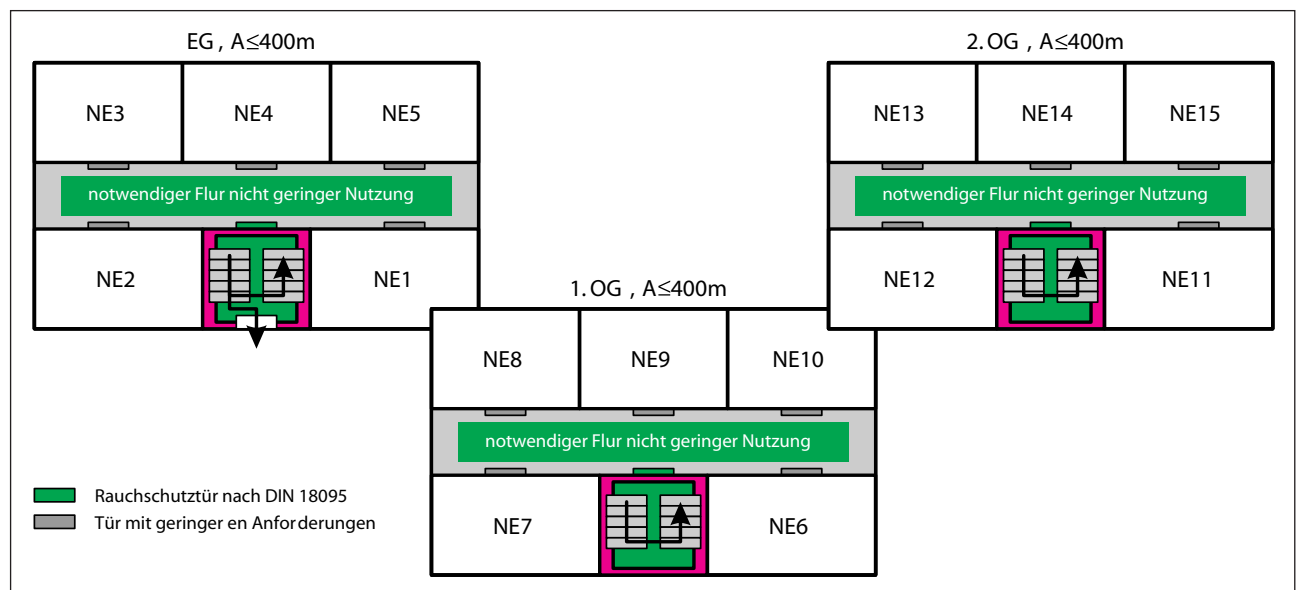 EG , A≤400m
NE3 NE4 NE5
notwendiger Flur nicht geringer Nutzung
NE2 NE1
2. OG , A≤400m
NE13 NE14 NE15
notwendiger Flur nicht geringer Nutzung
NE12 NE11
1. OG , A≤400m
NE8 NE9 NE10
notwendiger Flur nicht geringer Nutzung
NE7 NE6
Rauchschutztür nach DIN 18095
Tür mit geringer en Anforderungen